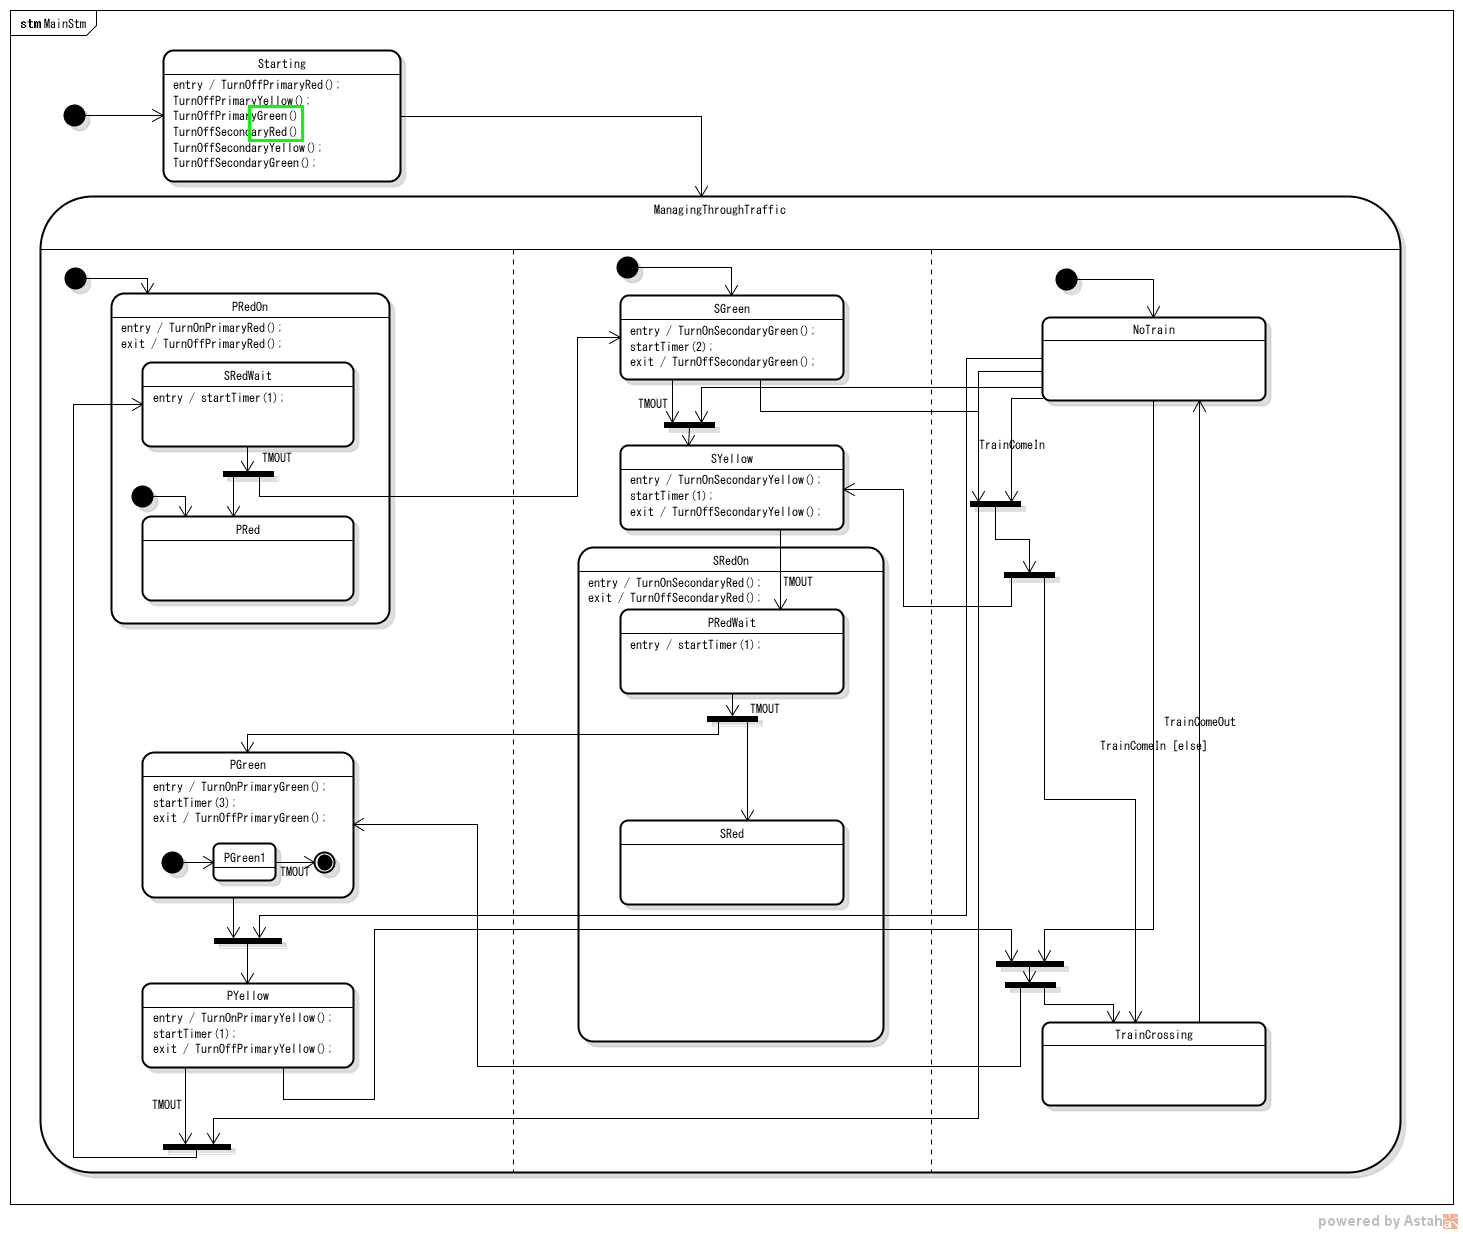 stm MainStm
Starting
entry / TurnOffPrimaryRed();
TurnOffPrimaryYellow();
TurnOffPrimaryGreen()
TurnOffSecondaryRed()
TurnOffSecondaryYellow();
TurnOffSecondaryGreen();
ManagingThroughTraffic
PRedOn
entry / TurnOnPrimaryRed();
exit / TurnOffPrimaryRed();
SRedWait
entry / startTimer(1);
TMOUT
PRed
PGreen
entry / TurnOnPrimaryGreen();
startTimer(3);
exit / TurnOffPrimaryGreen();
PGreen1
TMOUT
PYellow
entry / TurnOnPrimaryYellow();
startTimer(1);
exit / TurnOffPrimaryYellow();
TMOUT
SGreen
entry / TurnOnSecondaryGreen();
startTimer(2);
exit / TurnOffSecondaryGreen();
TMOUT
SYellow
entry / TurnOnSecondaryYellow();
startTimer(1);
exit / TurnOffSecondaryYellow();
SRedOn
entry / TurnOnSecondaryRed();
exit / TurnOffSecondaryRed();
TMOUT
PRedWait
entry / startTimer(1);
TMOUT
SRed
NoTrain
TrainComeIn
TrainComeOut
TrainComeIn [else]
TrainCrossing
powered by Astah